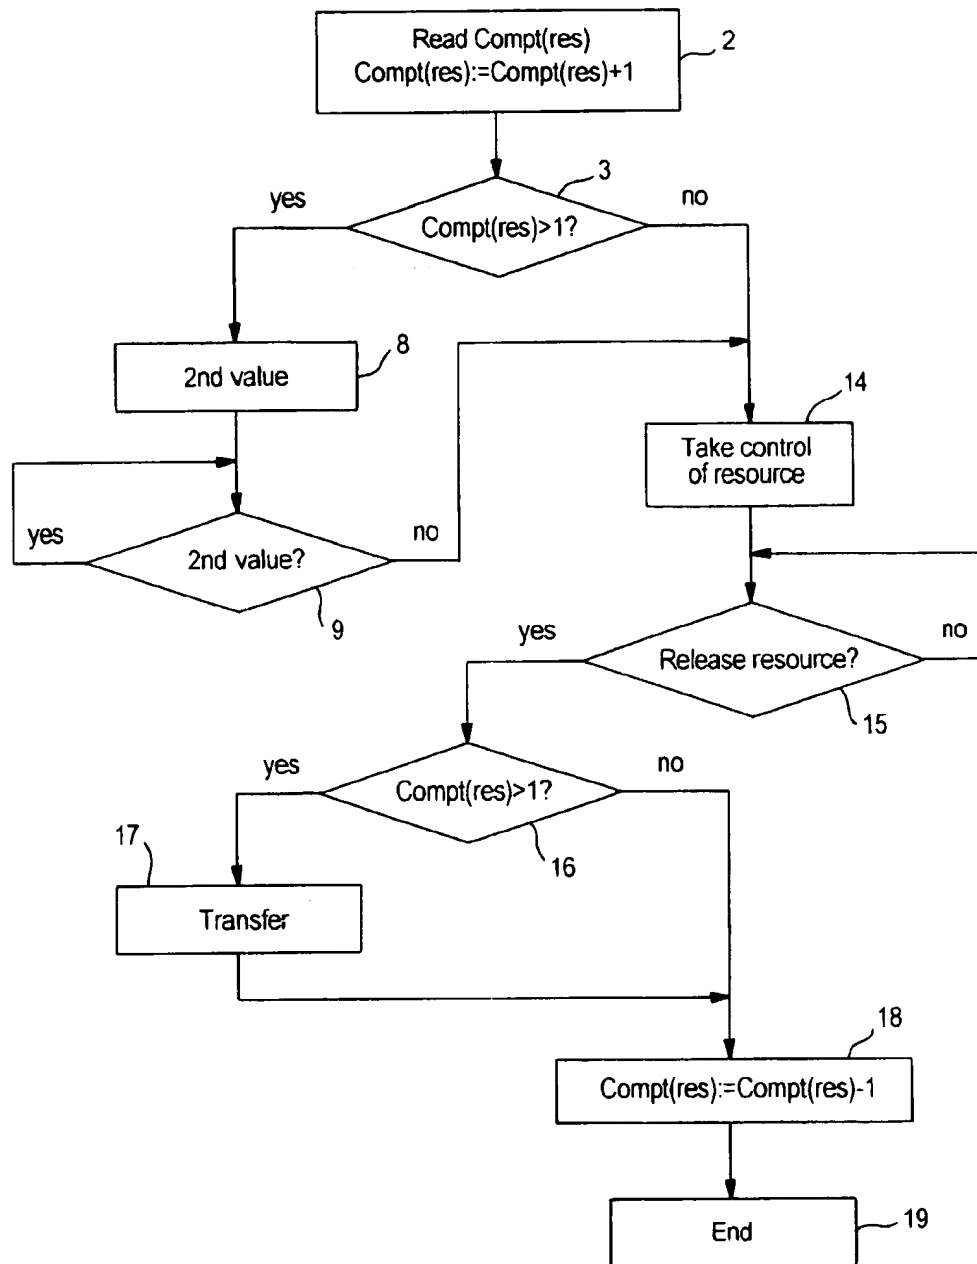 Read Compt(res)
Compt(res):=Compt(res)+1
2
3
yes
no
Compt(res)>1?
8
2nd value
14
Take control
of resource
yes
no
2nd value?
9
yes
no
Release resource?
15
yes
no
Compt(res)>1?
16
17
Transfer
18
Compt(res):=Compt(res)-1
End
19